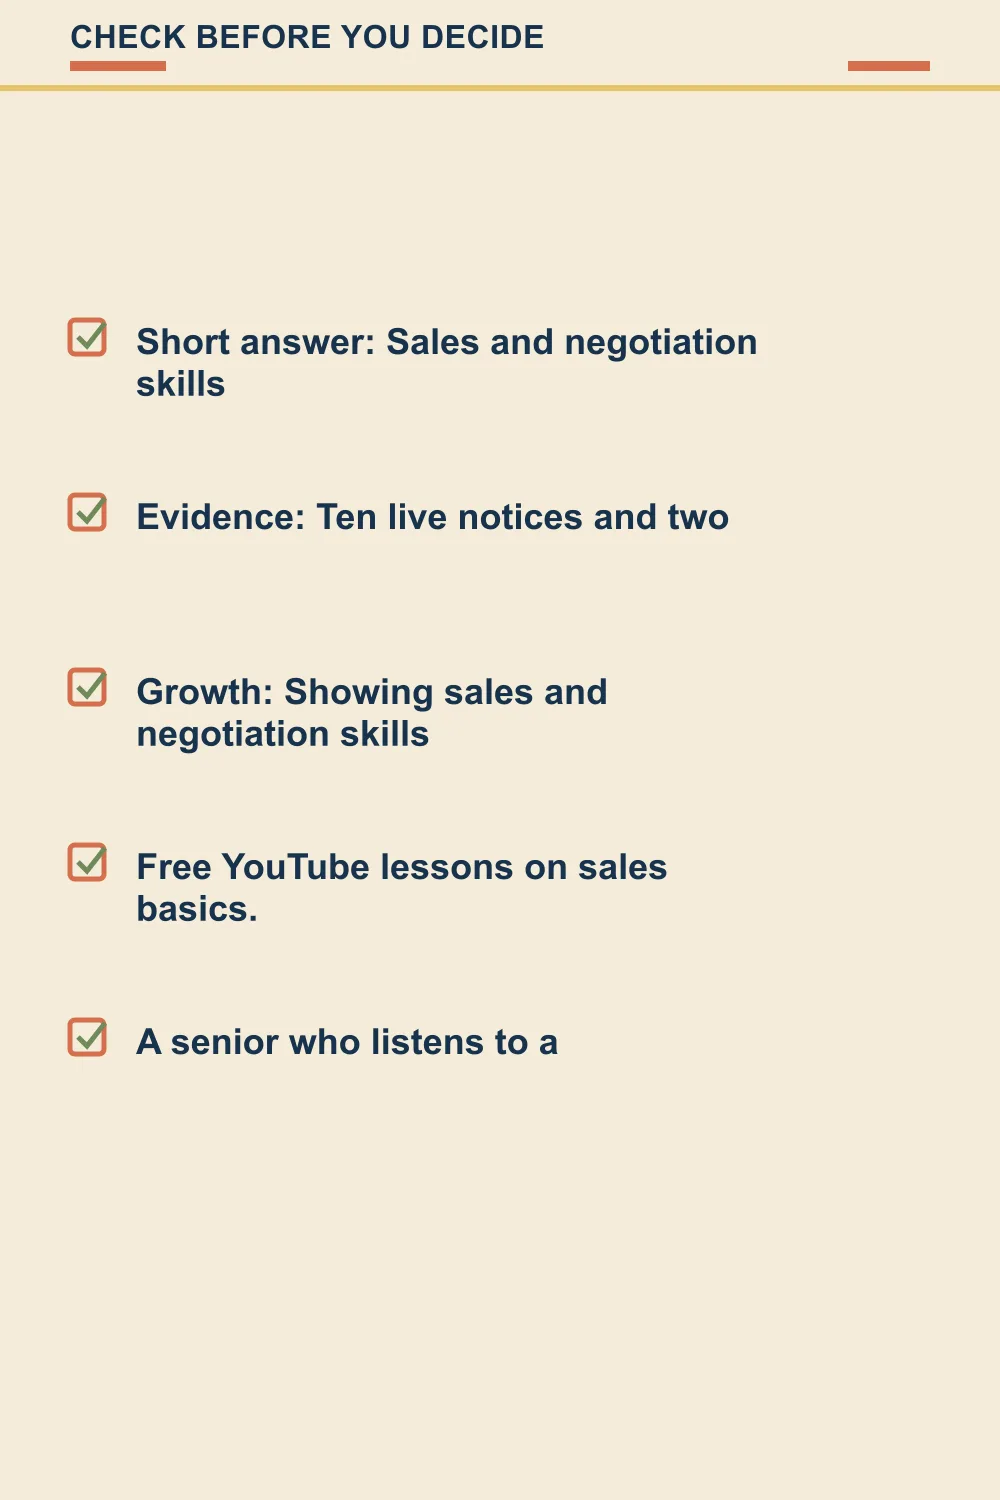 CHECK BEFORE YOU DECIDE
Short answer: Sales and negotiation
skills
Evidence: Ten live notices and two
Growth: Showing sales and
negotiation skills
Free YouTube lessons on sales
basics.
A senior who listens to a